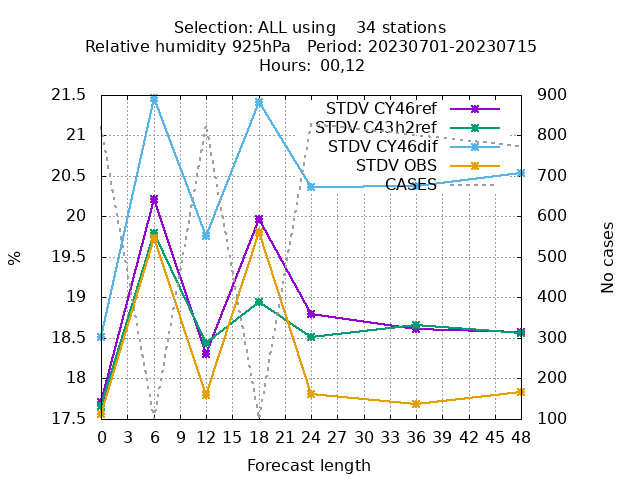 Selection: ALL using    34 stations
Relative humidity 925hPa   Period: 20230701-20230715
Hours: 00,12
21.5
21
20.5
20
19.5
19
18.5
18
17.5
%
STDV CY46ref
STDV C43h2ref
STDV CY46dif
STDV OBS
CASES
900
800
700
600
500
400
300
200
100
No cases
0 3 6 9 12 15 18 21 24 27 30 33 36 39 42 45 48
Forecast length